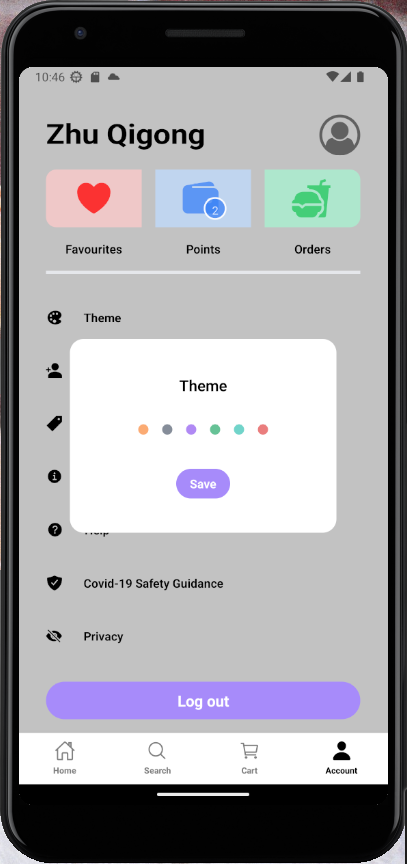 10:46
Zhu Qigong
2
Favourites
Points
Orders
Theme
Theme
Save
Help
Covid-19 Safety Guidance
Privacy
Log out
Home
Search
Cart
Account